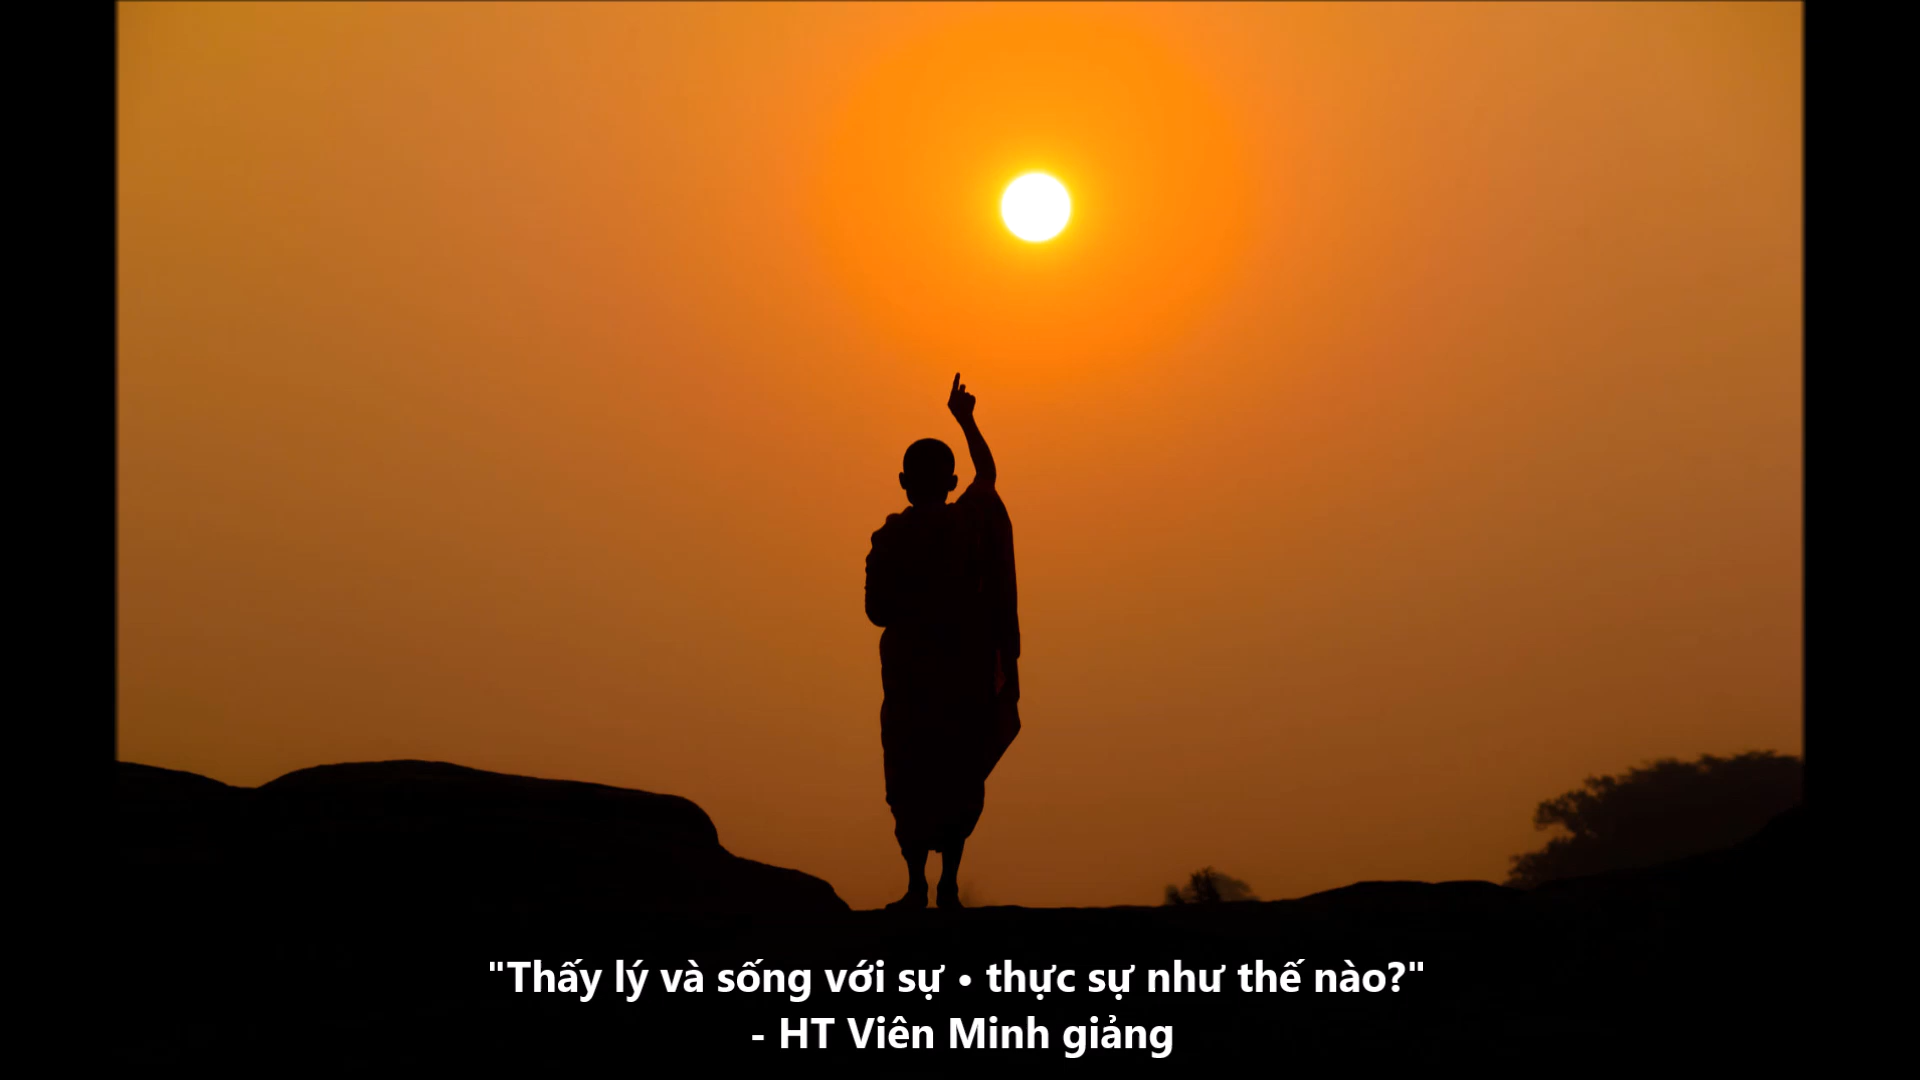 "Thấy lý và sống với sự • thực sự như thế nào?"
- HT Viên Minh giảng